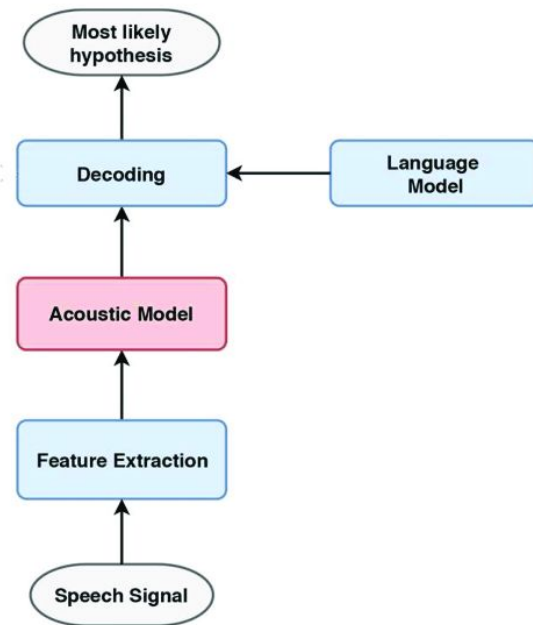 Most likely
hypothesis
Decoding
Language
Model
Acoustic Model
Feature Extraction
Speech Signal